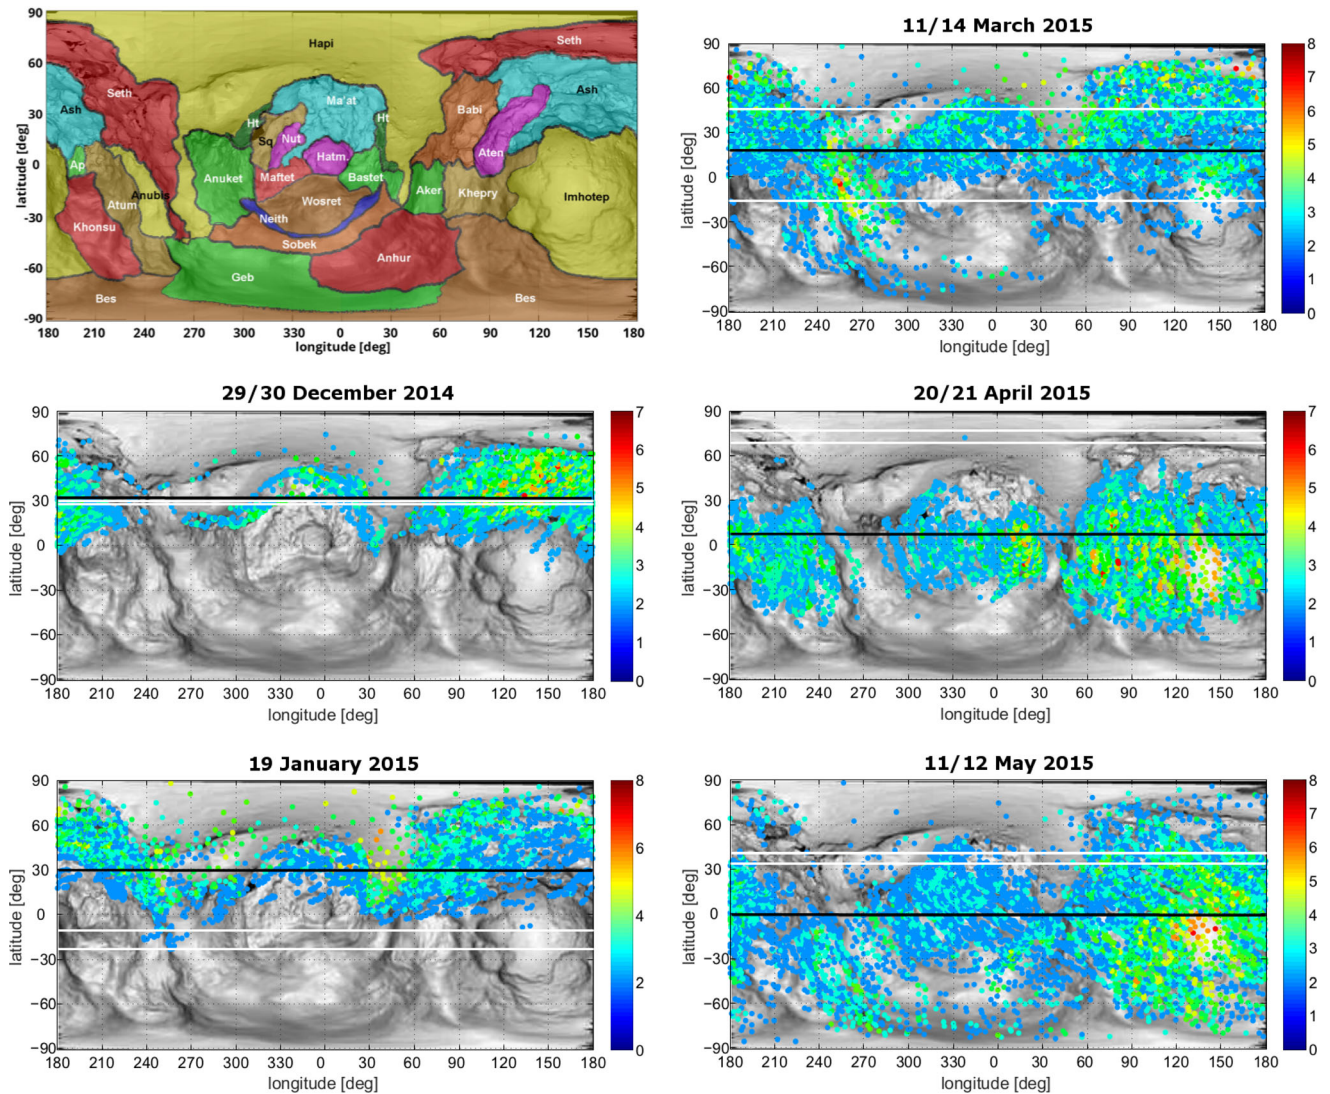 90
60
30
0
-30
-60
-90
latitude [deg]
Hapi
Seth
Seth
Ash
Ma'at
Babi
Ash
Ht
Ht
Sq
Nut
Hatm.
Aten
Ap
Anuket
Maftet
Bastet
Aker
Khepry
Anubis
Atum
Wosret
Imhotep
Khonsu
Neith
Sobek
Anhur
Geb
Bes
Bes
180 210 240 270 300 330 0 30 60 90 120 150 180
longitude [deg]
11/14 March 2015
90
60
30
0
−30
−60
−90
latitude [deg]
180 210 240 270 300 330 0 30 60 90 120 150 180
longitude [deg]
8
7
6
5
4
3
2
1
0
29/30 December 2014
90
60
30
0
−30
−60
−90
latitude [deg]
180 210 240 270 300 330 0 30 60 90 120 150 180
longitude [deg]
7
6
5
4
3
2
1
0
20/21 April 2015
90
60
30
0
−30
−60
−90
latitude [deg]
180 210 240 270 300 330 0 30 60 90 120 150 180
longitude [deg]
7
6
5
4
3
2
1
0
19 January 2015
90
60
30
0
−30
−60
−90
latitude [deg]
180 210 240 270 300 330 0 30 60 90 120 150 180
longitude [deg]
8
6
4
2
0
11/12 May 2015
90
60
30
0
−30
−60
−90
latitude [deg]
180 210 240 270 300 330 0 30 60 90 120 150 180
longitude [deg]
8
7
6
5
4
3
2
1
0